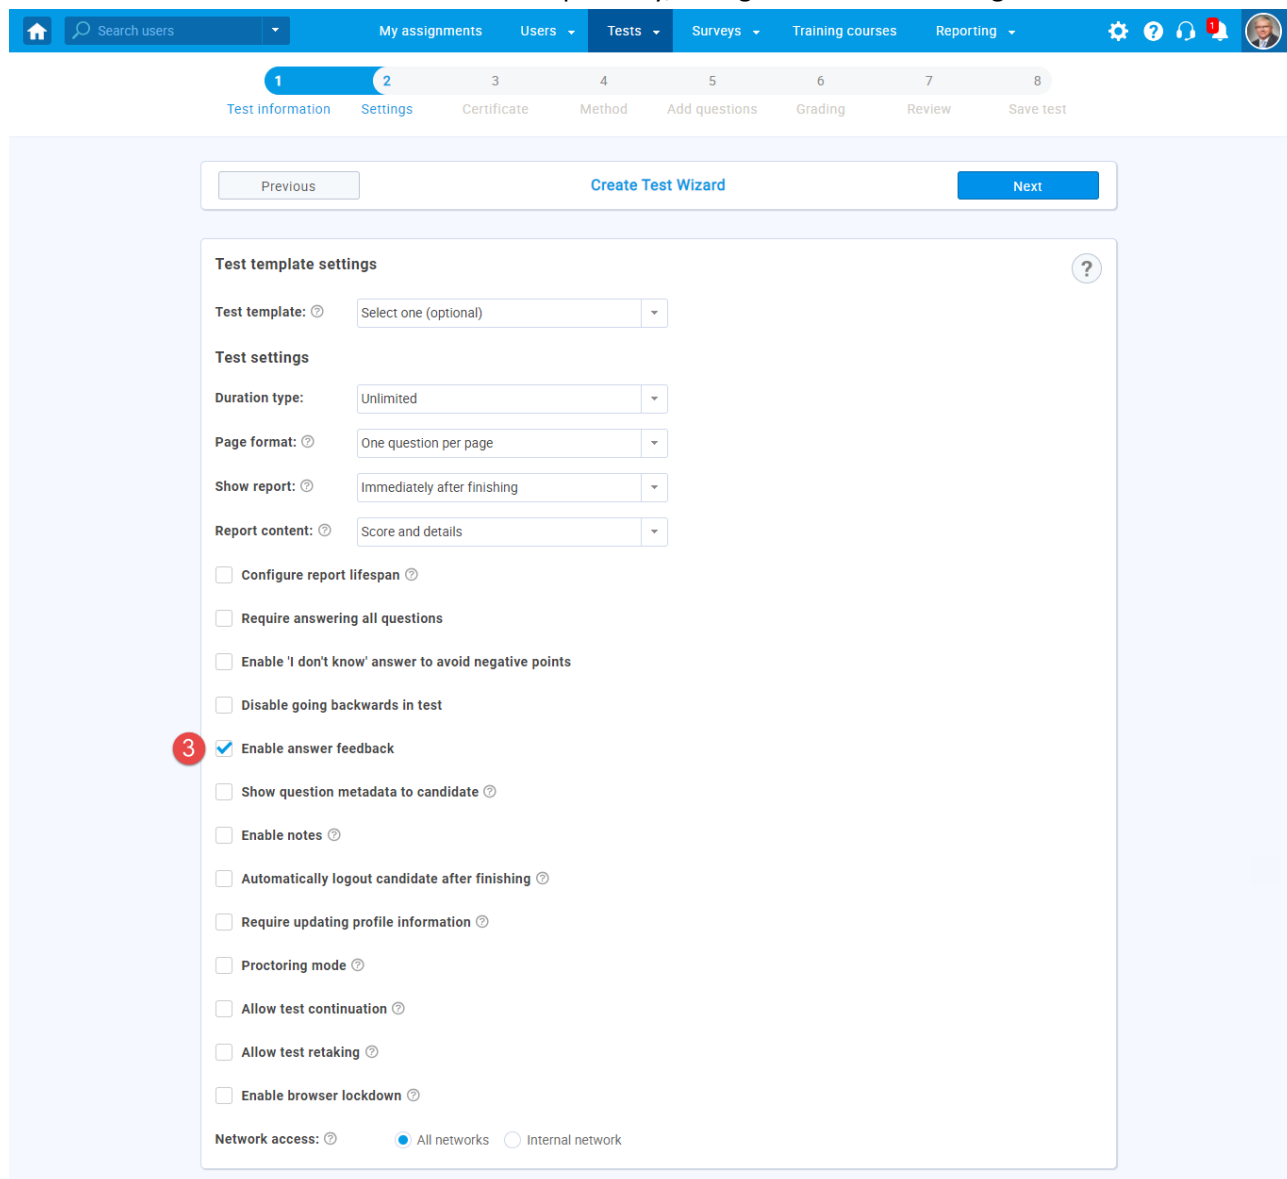 Search users
My assignments Users Tests Surveys Training courses Reporting 1
1 2 3 4 5 6 7 8
Test information Settings Certificate Method Add questions Grading Review Save test
Previous Create Test Wizard Next
Test template settings
Test template: Select one (optional)
Test settings
Duration type: Unlimited
Page format: One question per page
Show report: Immediately after finishing
Report content: Score and details
Configure report lifespan
Require answering all questions
Enable 'I don't know' answer to avoid negative points
Disable going backwards in test
3 Enable answer feedback
Show question metadata to candidate
Enable notes
Automatically logout candidate after finishing
Require updating profile information
Proctoring mode
Allow test continuation
Allow test retaking
Enable browser lockdown
Network access: All networks Internal network